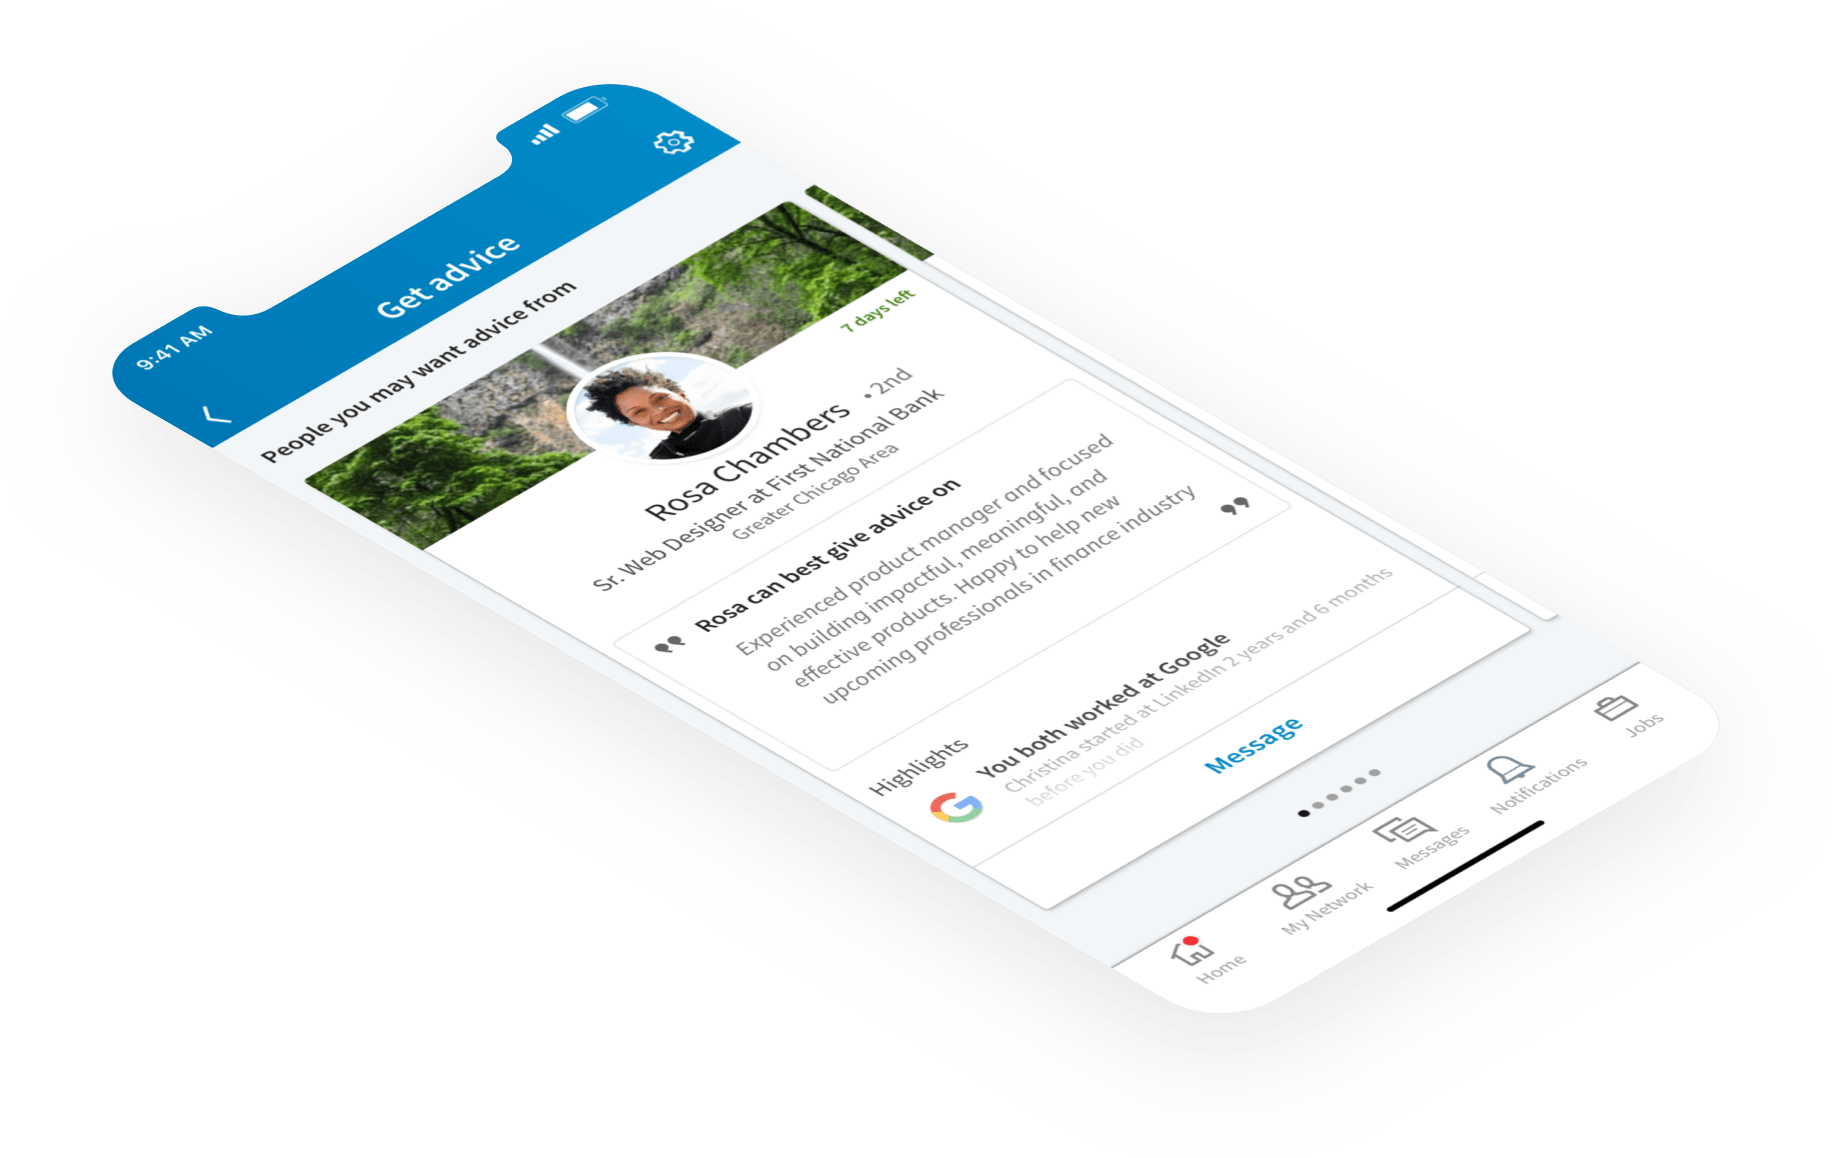 9:41 AM
Get advice
People you may want advice from
7 days left
Rosa Chambers • 2nd
Sr. Web Designer at First National Bank
Greater Chicago Area
Rosa can best give advice on
Experienced product manager and focused
on building impactful, meaningful, and
effective products. Happy to help new
upcoming professionals in finance industry
Highlights
You both worked at Google
Christina started at LinkedIn 2 years and 6 months
before you did
Message
Home
My Network
Messages
Notifications
Jobs